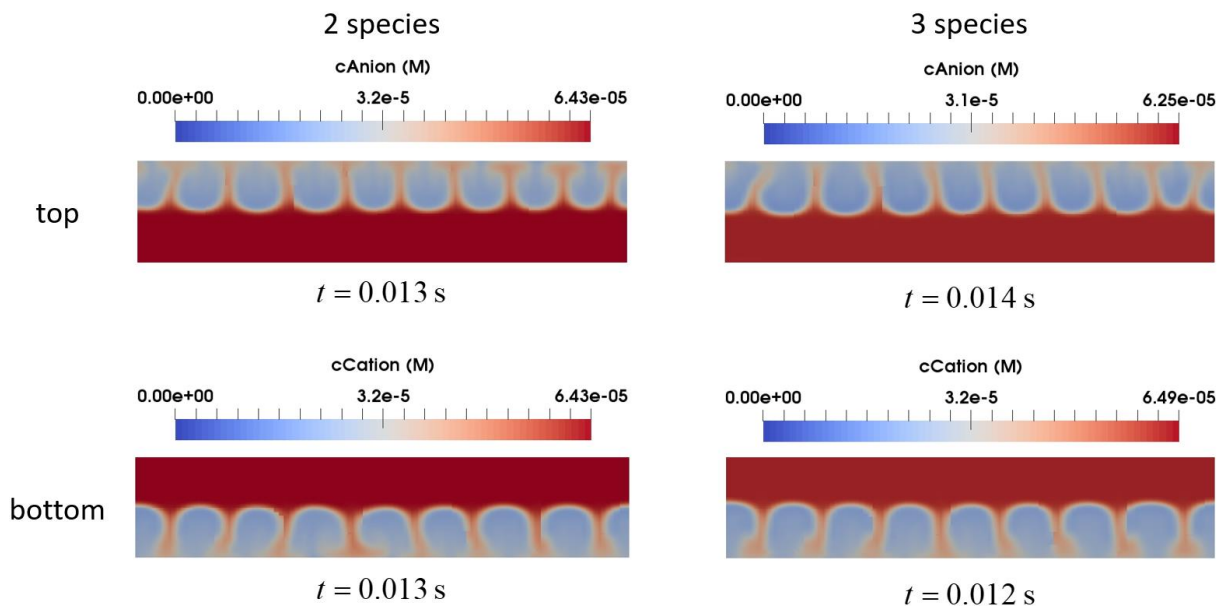 2 species
3 species
cAnion (M)
cAnion (M)
0.00e+00 3.2e-5 6.43e-05
0.00e+00 3.1e-5 6.25e-05
top
t = 0.013 s
t = 0.014 s
cCation (M)
cCation (M)
0.00e+00 3.2e-5 6.43e-05
0.00e+00 3.2e-5 6.49e-05
bottom
t = 0.013 s
t = 0.012 s